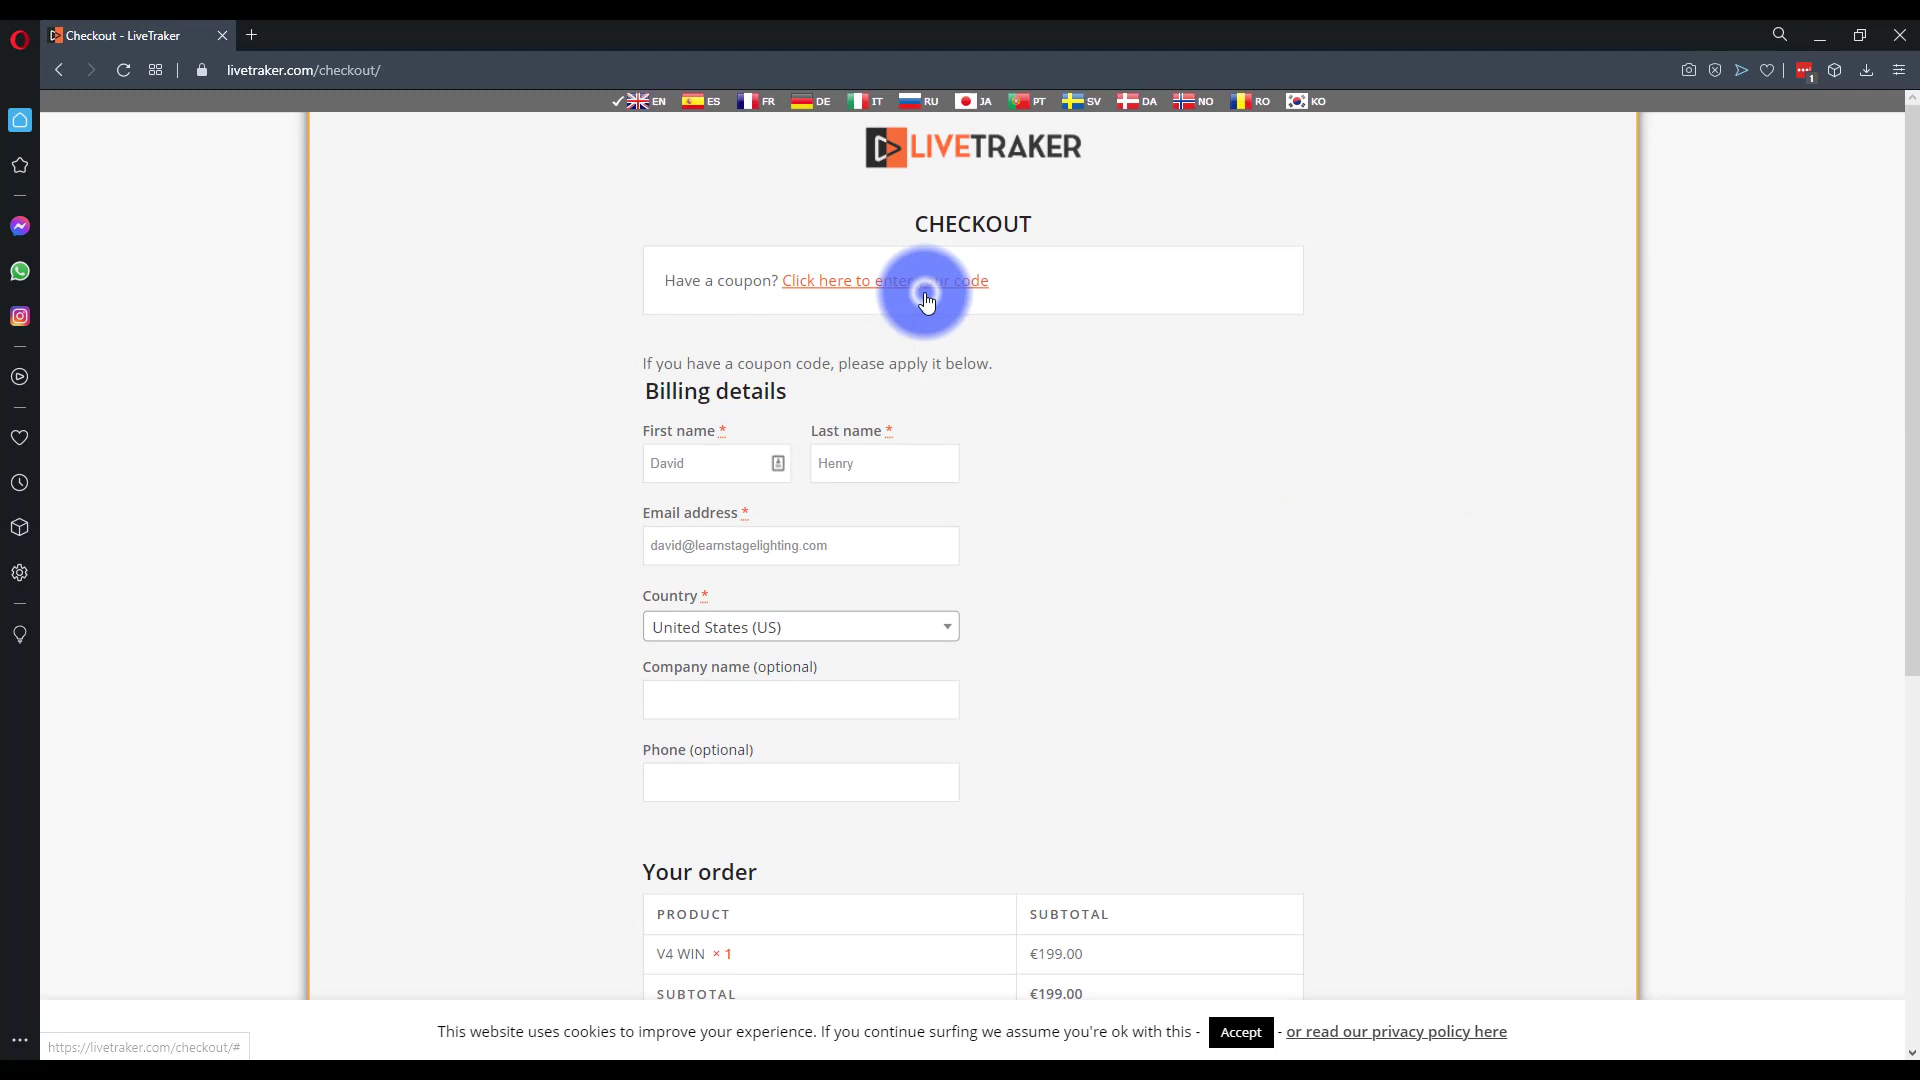 Checkout - LiveTraker
livetraker.com/checkout/
EN ES FR DE IT RU JA PT SV DA NO RO KO
LIVETRAKER
CHECKOUT
Have a coupon? Click here to enter your code
If you have a coupon code, please apply it below.
Billing details
First name * Last name *
David Henry
Email address *
david@learnstagelighting.com
Country *
United States (US)
Company name (optional)
Phone (optional)
Your order
PRODUCT SUBTOTAL
V4 WIN × 1 €199.00
SUBTOTAL €199.00
This website uses cookies to improve your experience. If you continue surfing we assume you're ok with this - Accept - or read our privacy policy here
https://livetraker.com/checkout/#
1